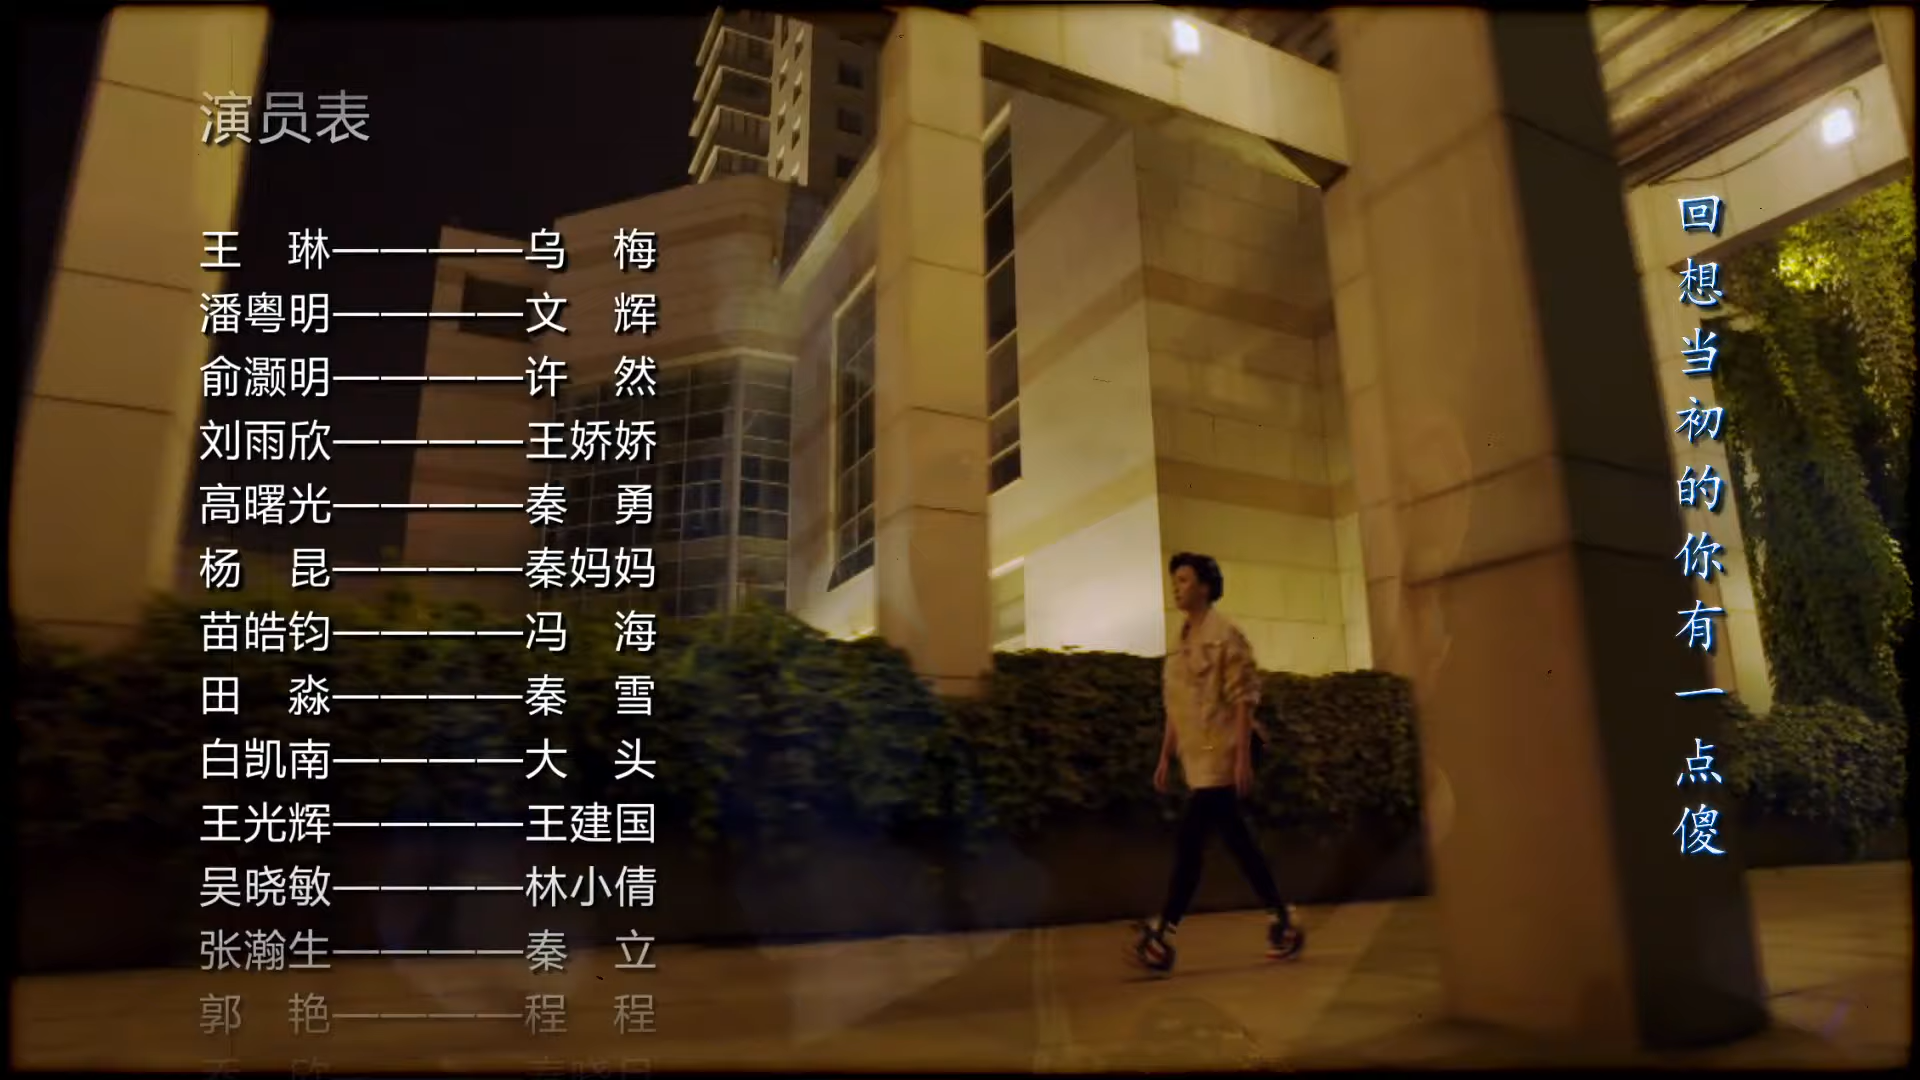 演员表
王　琳————乌　梅
潘粤明————文　辉
俞灏明————许　然
刘雨欣————王娇娇
高曙光————秦　勇
杨　昆————秦妈妈
苗皓钧————冯　海
田　淼————秦　雪
白凯南————大　头
王光辉————王建国
吴晓敏————林小倩
张瀚生————秦　立
郭　艳————程　程
回想当初的你有一点傻